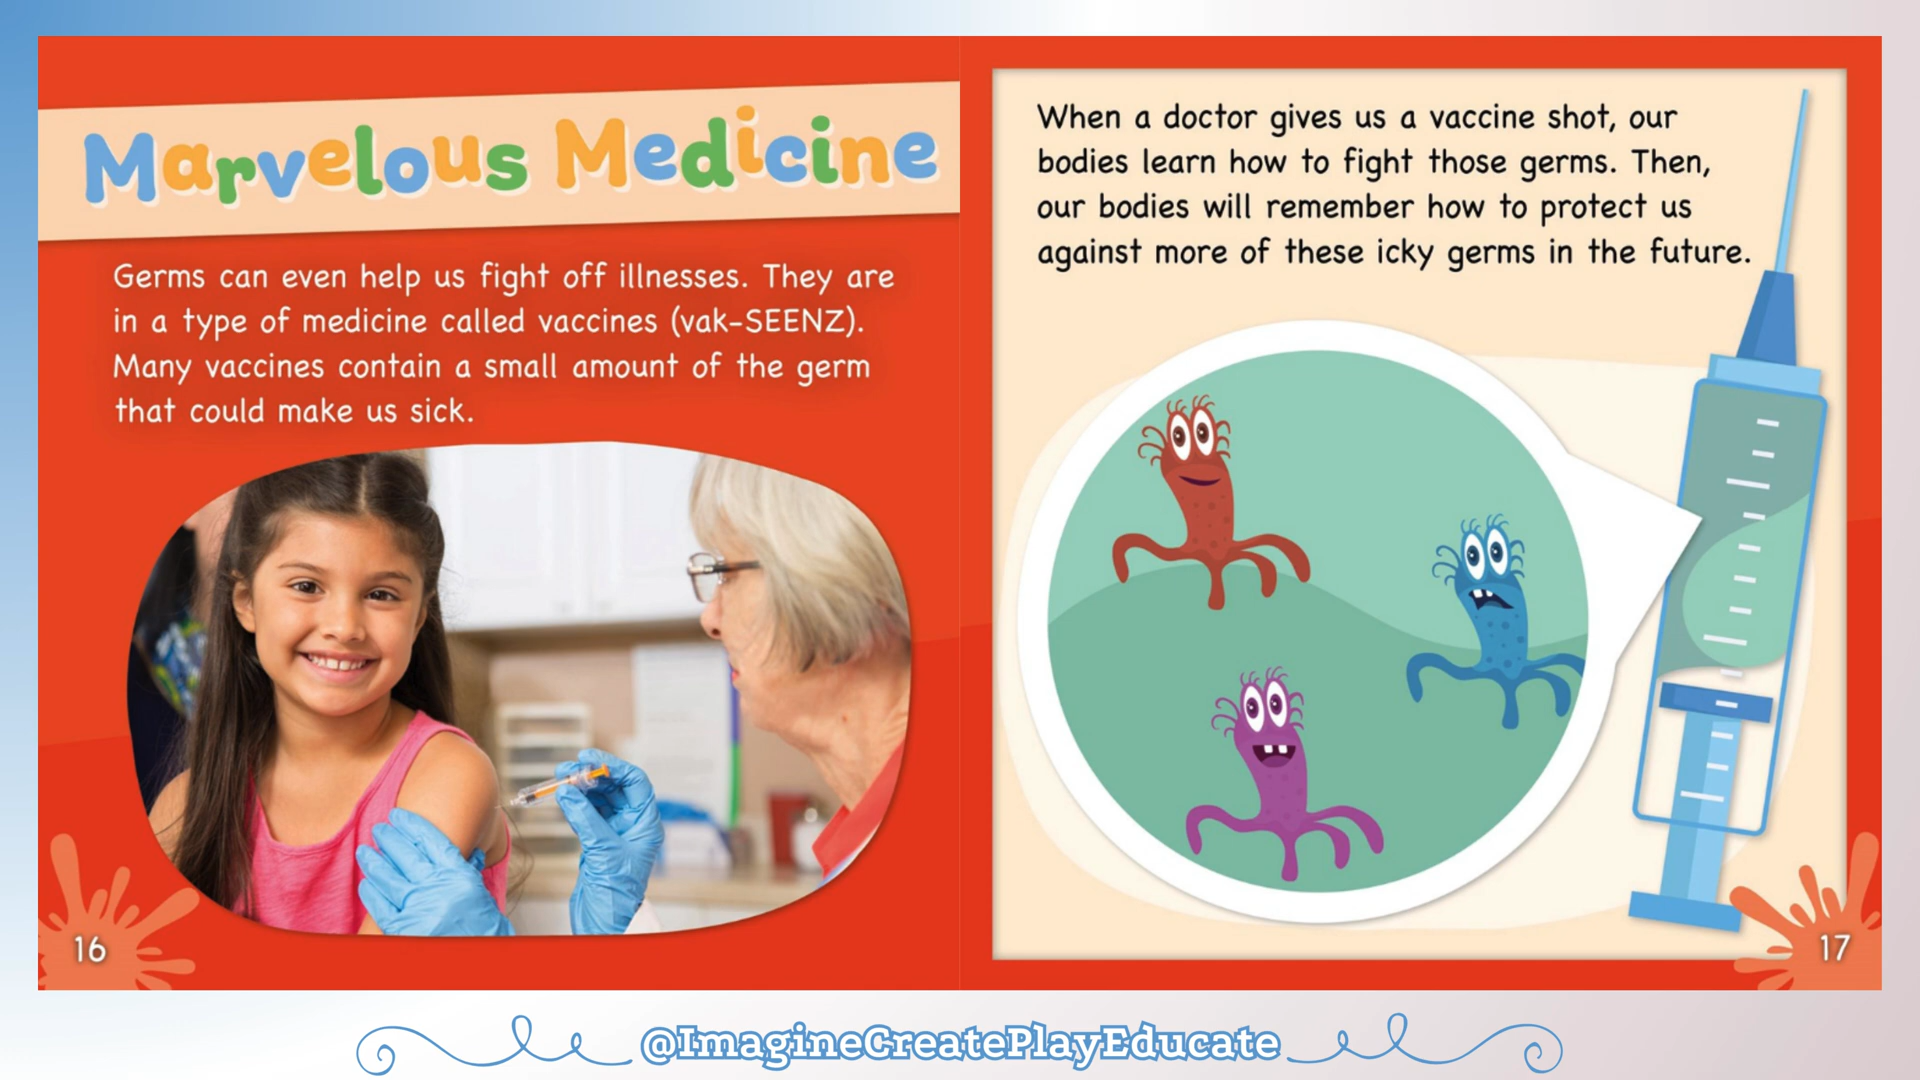 Marvelous Medicine
Germs can even help us fight off illnesses. They are
in a type of medicine called vaccines (vak-SEENZ).
Many vaccines contain a small amount of the germ
that could make us sick.
16
When a doctor gives us a vaccine shot, our
bodies learn how to fight those germs. Then,
our bodies will remember how to protect us
against more of these icky germs in the future.
17
@ImagineCreatePlayEducate